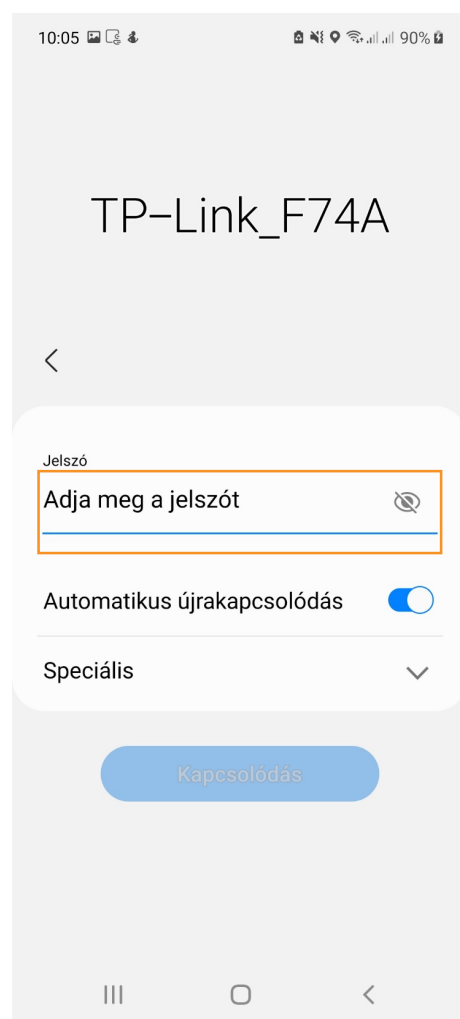 10:05 90%
TP-Link_F74A
Jelszó
Adja meg a jelszót
Automatikus újrakapcsolódás
Speciális
Kapcsolódás